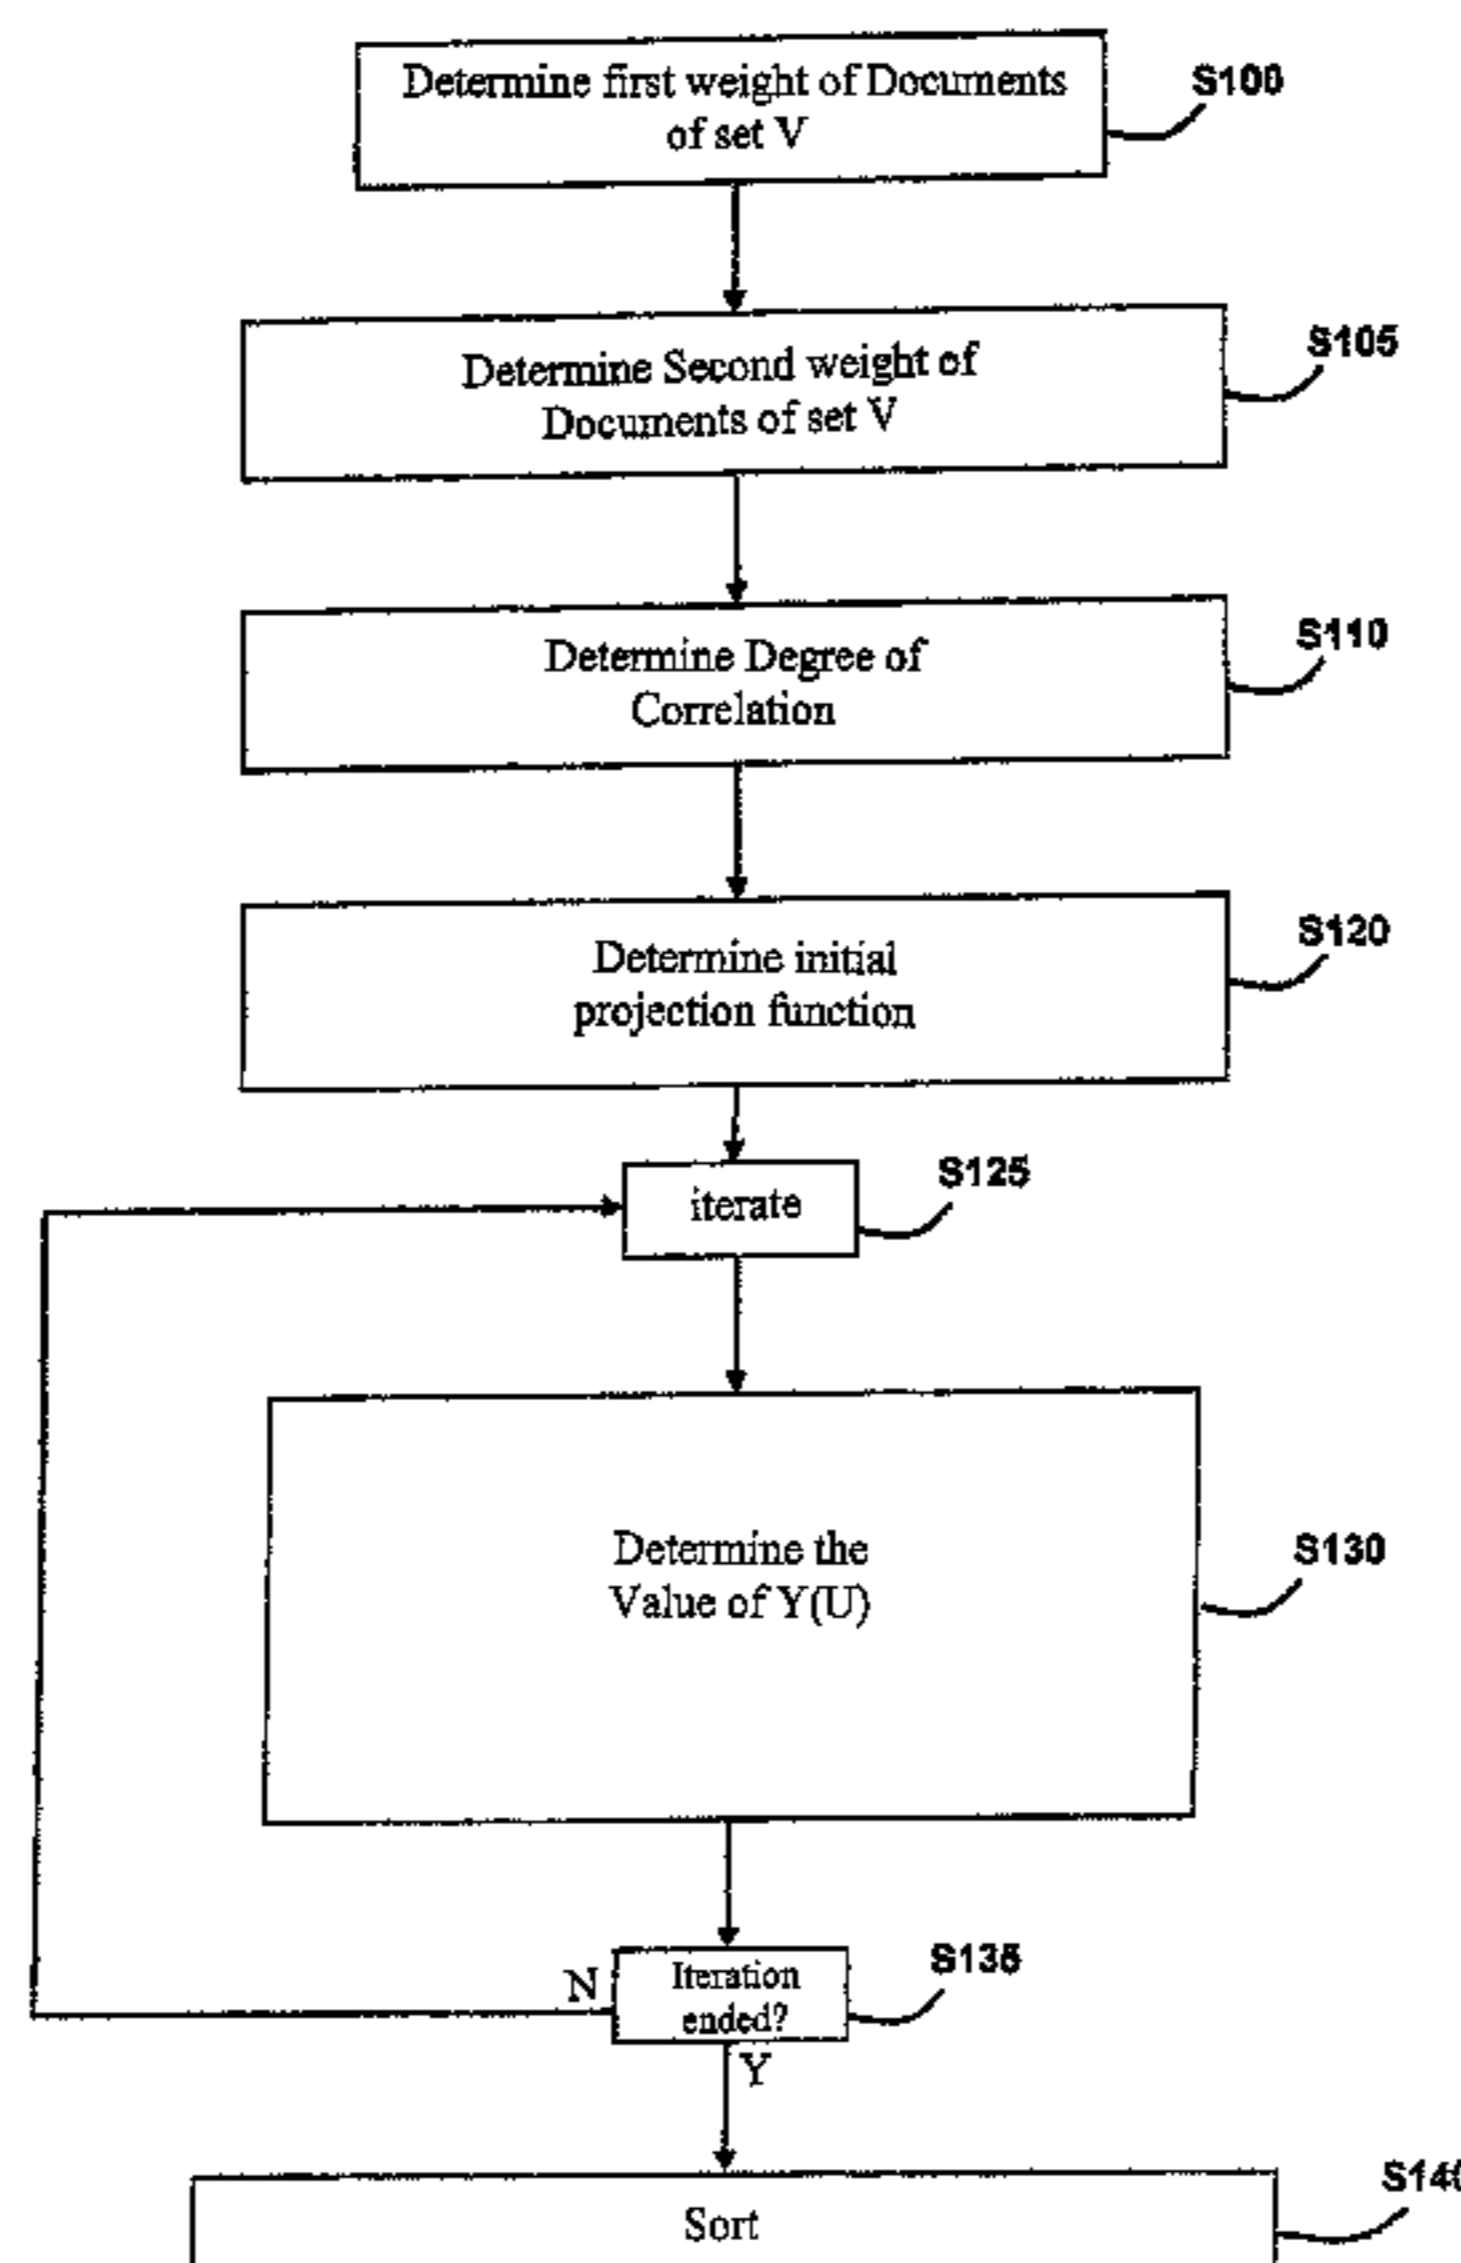 Determine first weight of Documents
of set V
S100
Determine Second weight of
Documents of set V
S105
Determine Degree of
Correlation
S110
Determine initial
projection function
S120
iterate
S125
Determine the
Value of Y(U)
S130
Iteration
ended?
S135
N
Y
Sort
S140